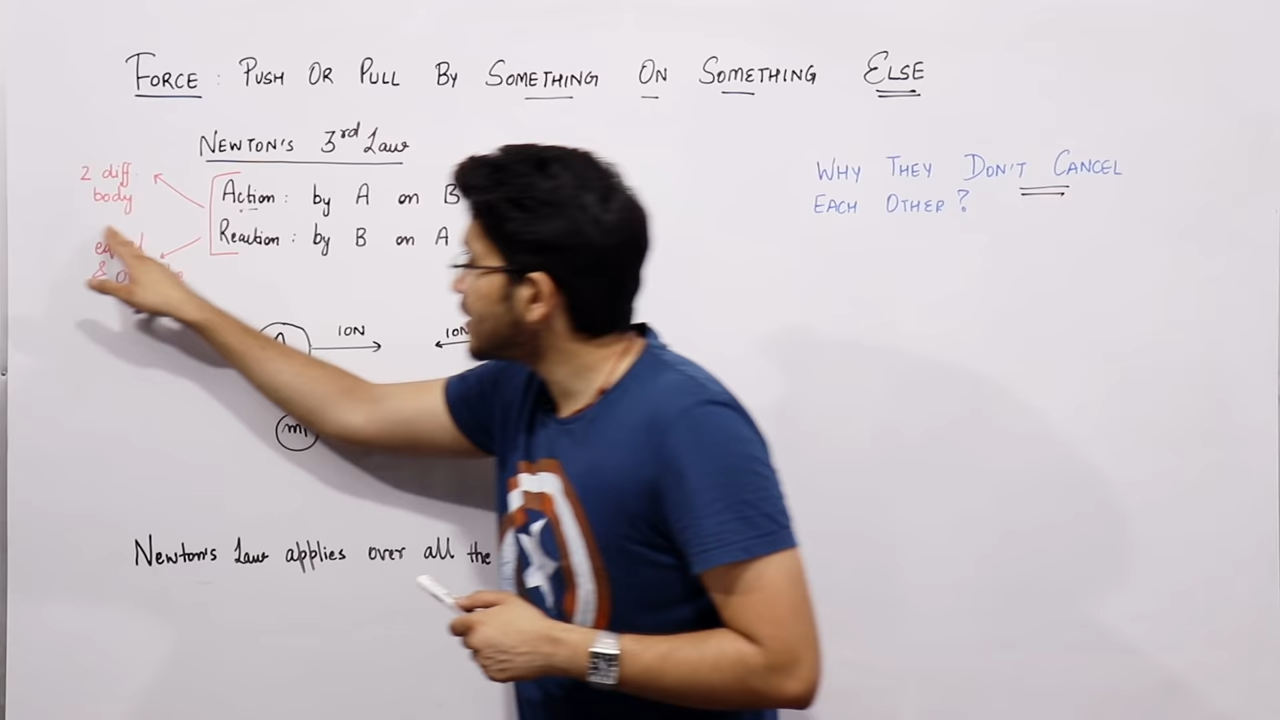 FORCE : PUSH OR PULL BY SOMETHING ON SOMETHING ELSE
NEWTON'S 3rd Law
2 diff
body
Action : by A on B
Reaction : by B on A
&
WHY THEY DON'T CANCEL
EACH OTHER ?
10N
10N
m1
Newton's Law applies over all the